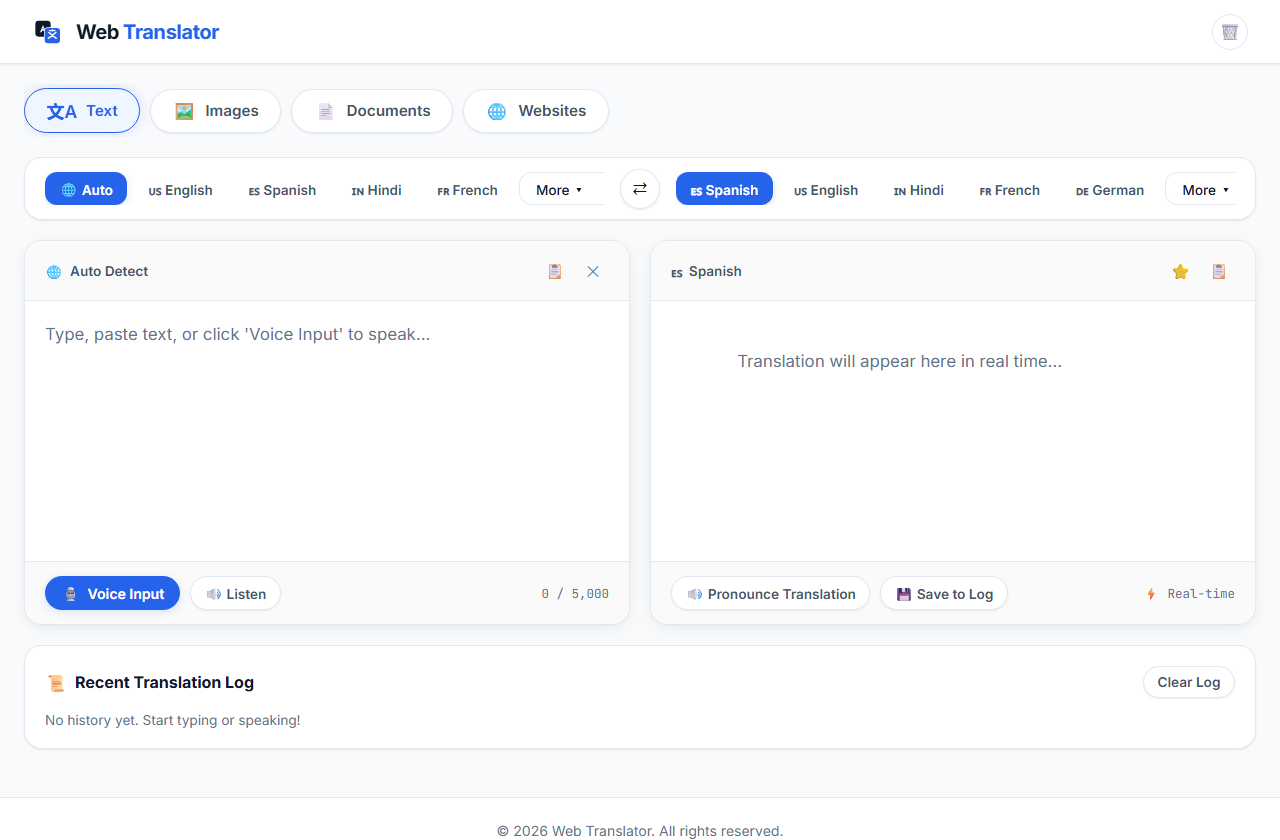 Web Translator
文A Text
Images
Documents
Websites
Auto
US English
ES Spanish
IN Hindi
FR French
More ▾
⇄
ES Spanish
US English
IN Hindi
FR French
DE German
More ▾
Auto Detect
ES Spanish
Type, paste text, or click 'Voice Input' to speak...
Translation will appear here in real time...
Voice Input
Listen
0 / 5,000
Pronounce Translation
Save to Log
Real-time
Recent Translation Log
Clear Log
No history yet. Start typing or speaking!
© 2026 Web Translator. All rights reserved.